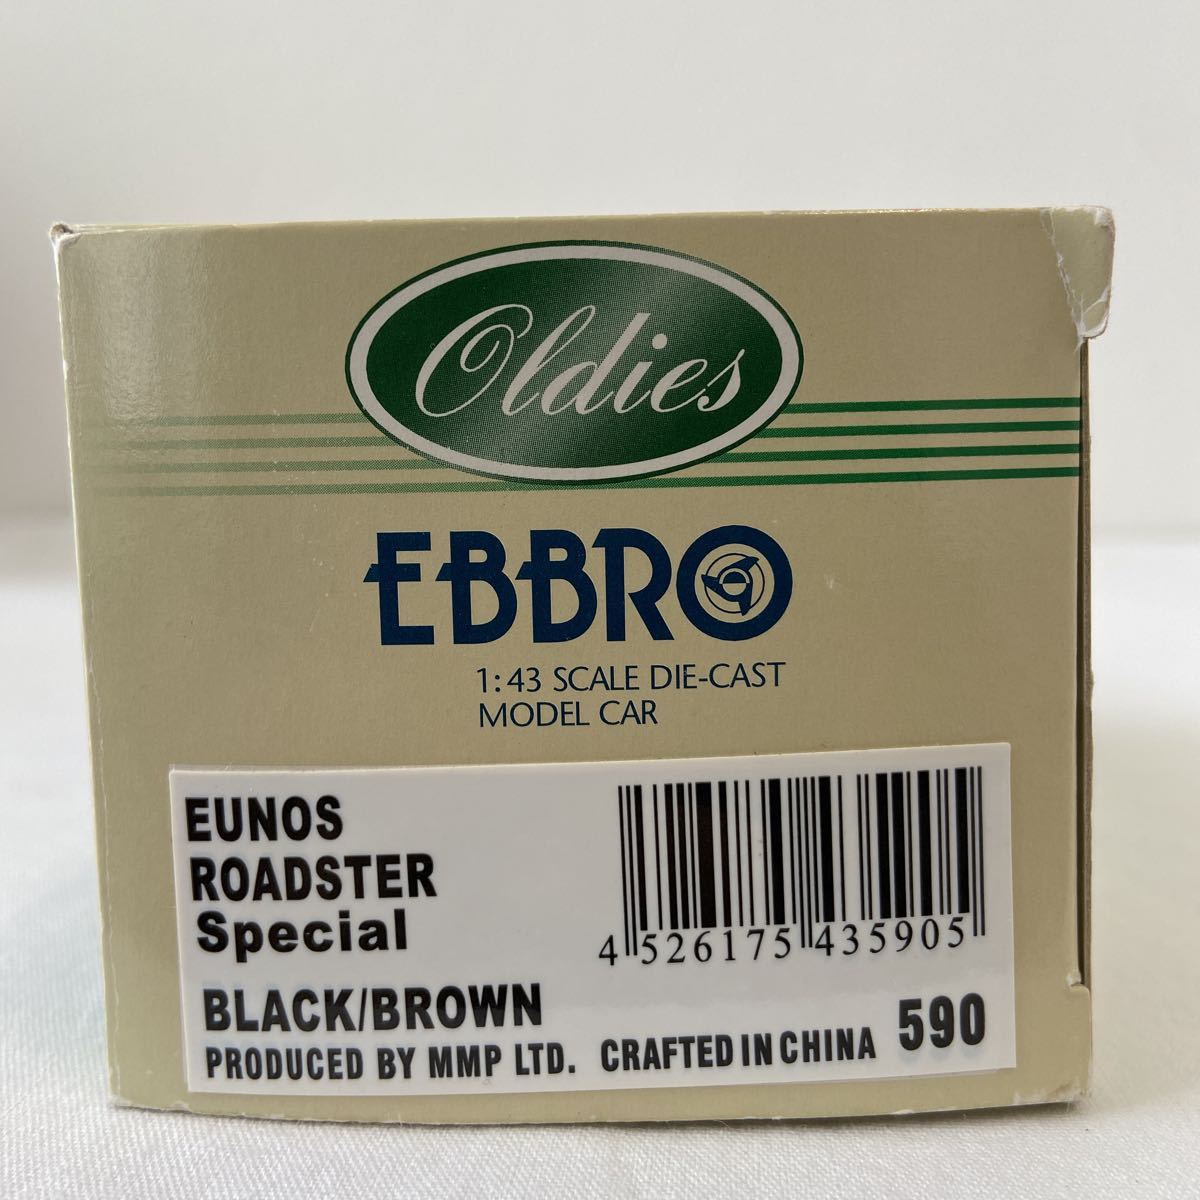 Oldies
EBBRO
1:43 SCALE DIE-CAST
MODEL CAR
EUNOS
ROADSTER
Special
4 526175 435905
BLACK/BROWN
PRODUCED BY MMP LTD. CRAFTED IN CHINA 590